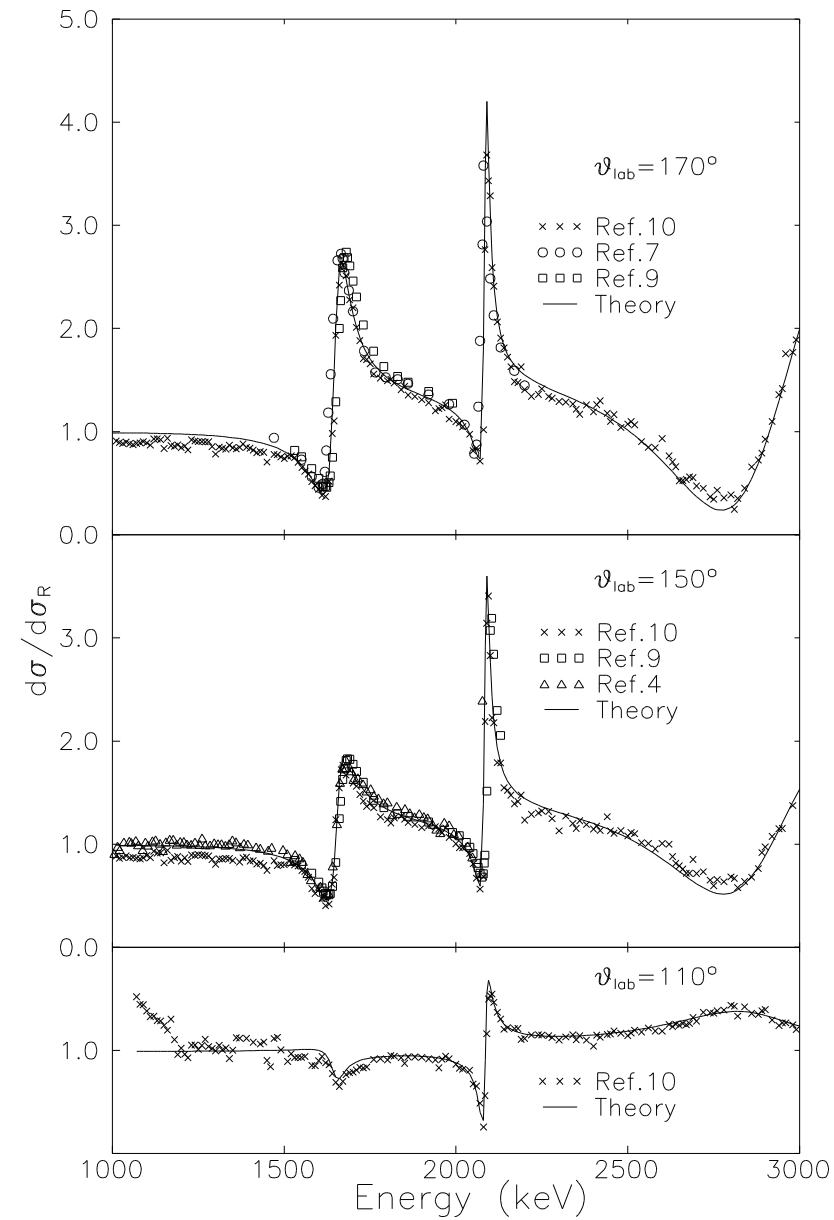 5.0
4.0
ϑlab=170°
3.0
××× Ref.10
○○○ Ref.7
□□□ Ref.9
— Theory
2.0
1.0
0.0
dσ/dσR
ϑlab=150°
3.0
××× Ref.10
□□□ Ref.9
△△△ Ref.4
— Theory
2.0
1.0
0.0
ϑlab=110°
1.0
××× Ref.10
— Theory
1000 1500 2000 2500 3000
Energy (keV)